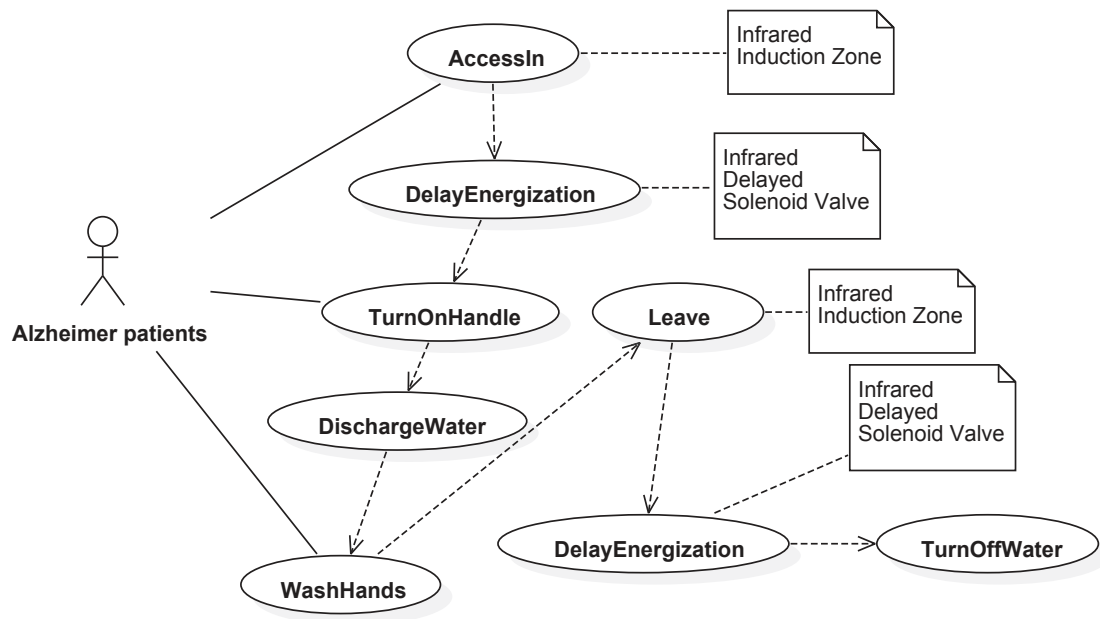 AccessIn
Infrared
Induction Zone
DelayEnergization
Infrared
Delayed
Solenoid Valve
Alzheimer patients
TurnOnHandle
Leave
Infrared
Induction Zone
DischargeWater
Infrared
Delayed
Solenoid Valve
WashHands
DelayEnergization
TurnOffWater